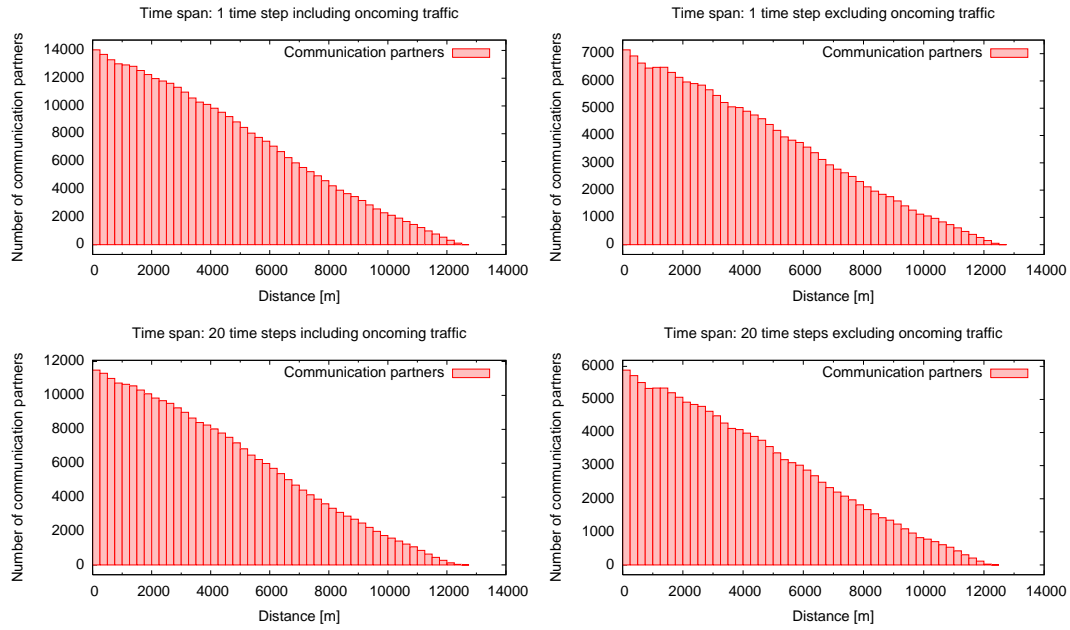 Time span: 1 time step including oncoming traffic
Number of communication partners
14000
12000
10000
8000
6000
4000
2000
0
Communication partners
0 2000 4000 6000 8000 10000 12000 14000
Distance [m]
Time span: 1 time step excluding oncoming traffic
Number of communication partners
7000
6000
5000
4000
3000
2000
1000
0
Communication partners
0 2000 4000 6000 8000 10000 12000 14000
Distance [m]
Time span: 20 time steps including oncoming traffic
Number of communication partners
12000
10000
8000
6000
4000
2000
0
Communication partners
0 2000 4000 6000 8000 10000 12000 14000
Distance [m]
Time span: 20 time steps excluding oncoming traffic
Number of communication partners
6000
5000
4000
3000
2000
1000
0
Communication partners
0 2000 4000 6000 8000 10000 12000 14000
Distance [m]